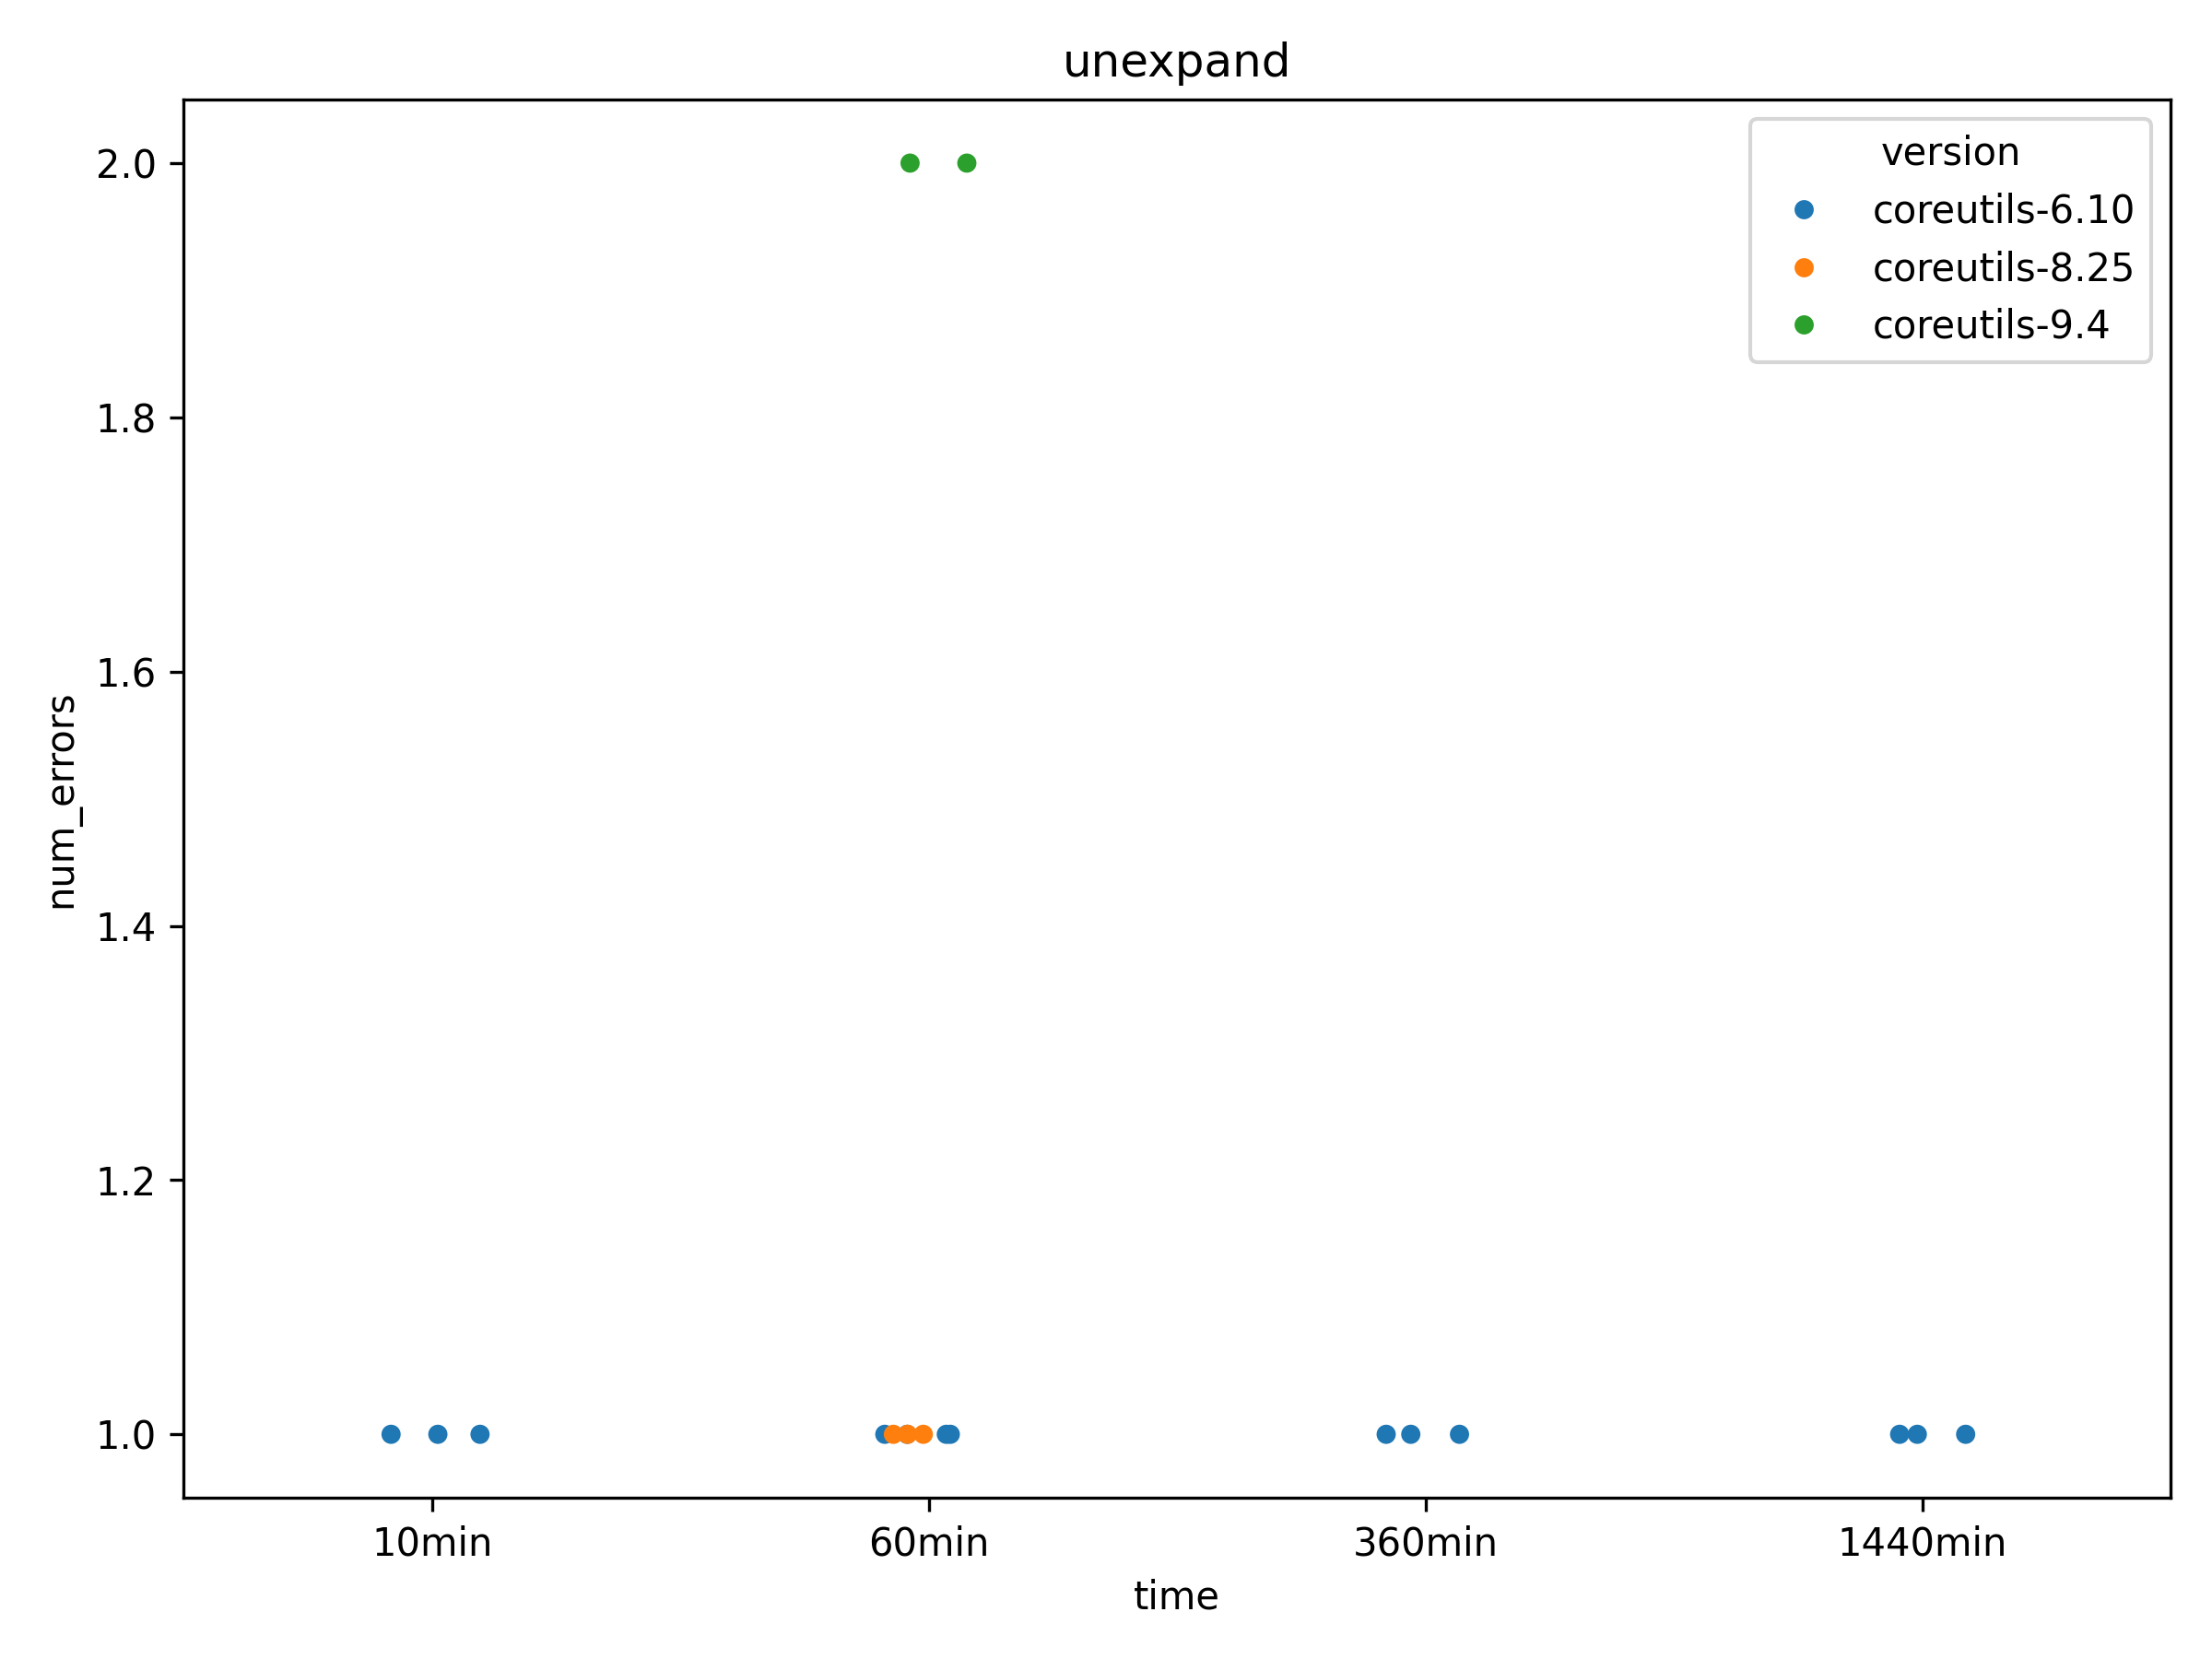 unexpand
version
coreutils-6.10
coreutils-8.25
coreutils-9.4
2.0
1.8
1.6
1.4
1.2
1.0
num_errors
10min 60min 360min 1440min
time